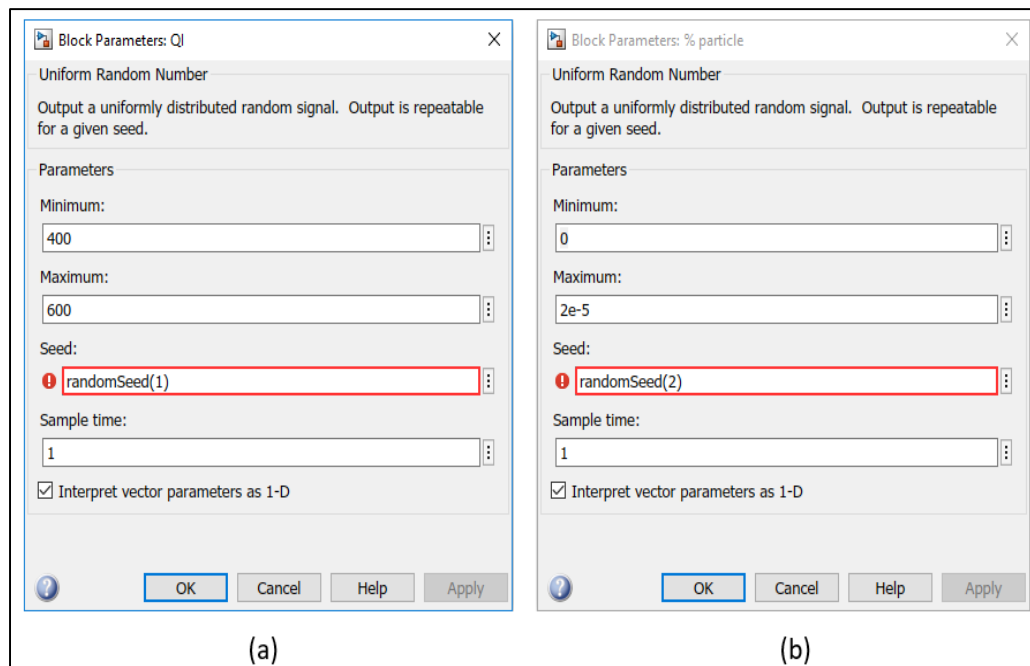 Block Parameters: QI
Uniform Random Number
Output a uniformly distributed random signal.  Output is repeatable
for a given seed.
Parameters
Minimum:
400
Maximum:
600
Seed:
randomSeed(1)
Sample time:
1
Interpret vector parameters as 1-D
OK Cancel Help Apply
(a)
Block Parameters: % particle
Uniform Random Number
Output a uniformly distributed random signal.  Output is repeatable
for a given seed.
Parameters
Minimum:
0
Maximum:
2e-5
Seed:
randomSeed(2)
Sample time:
1
Interpret vector parameters as 1-D
OK Cancel Help Apply
(b)